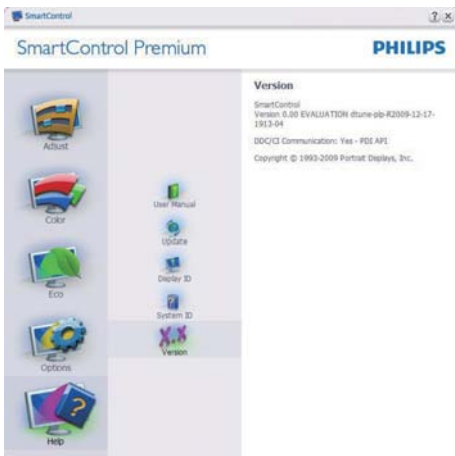 SmartControl
SmartControl Premium
PHILIPS
Adjust
Color
Eco
Options
Help
User Manual
Update
Display ID
System ID
Version
Version
SmartControl
Version 0.00 EVALUATION dtune-plp-R2009-12-17-
1913-04
DDC/CI Communication: Yes - PDI API
Copyright © 1993-2009 Portrait Displays, Inc.